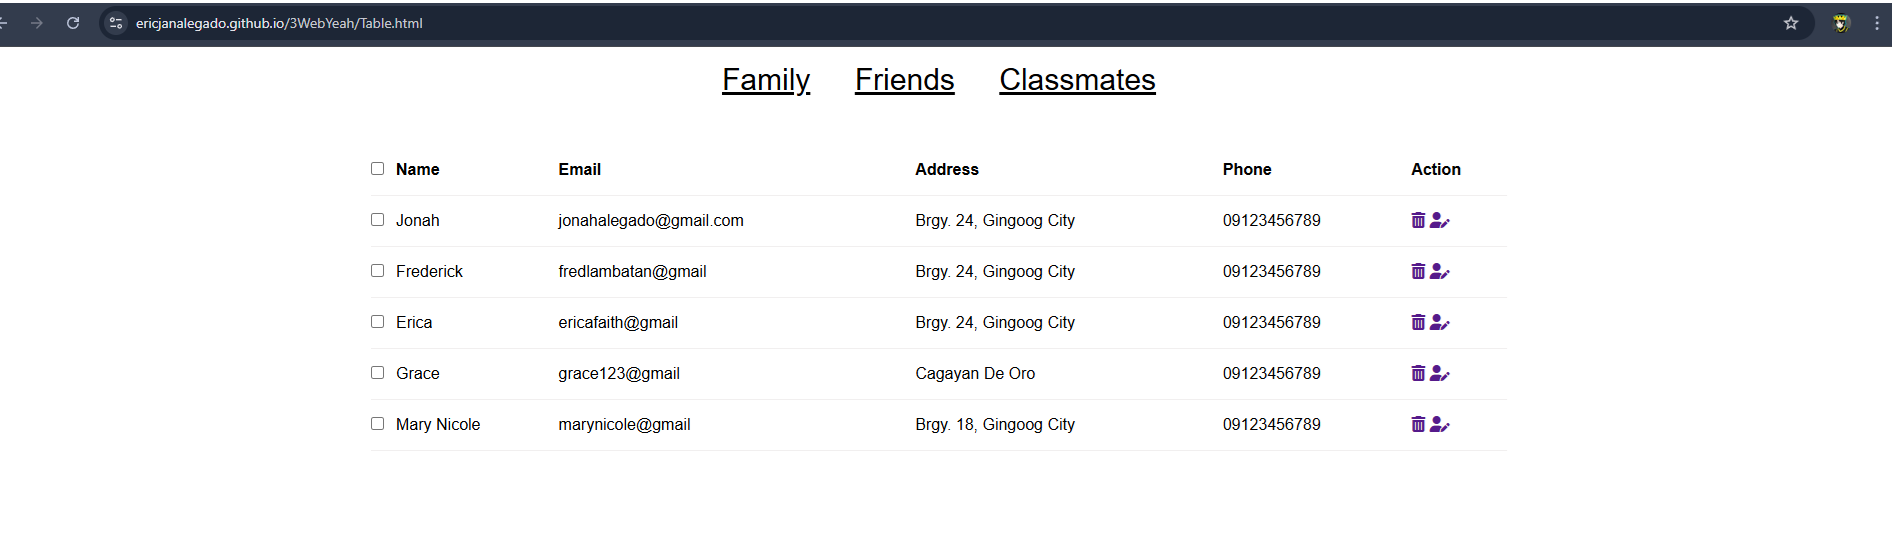 ericjanalegado.github.io/3WebYeah/Table.html
Family Friends Classmates
Name Email Address Phone Action
Jonah jonahalegado@gmail.com Brgy. 24, Gingoog City 09123456789
Frederick fredlambatan@gmail Brgy. 24, Gingoog City 09123456789
Erica ericafaith@gmail Brgy. 24, Gingoog City 09123456789
Grace grace123@gmail Cagayan De Oro 09123456789
Mary Nicole marynicole@gmail Brgy. 18, Gingoog City 09123456789